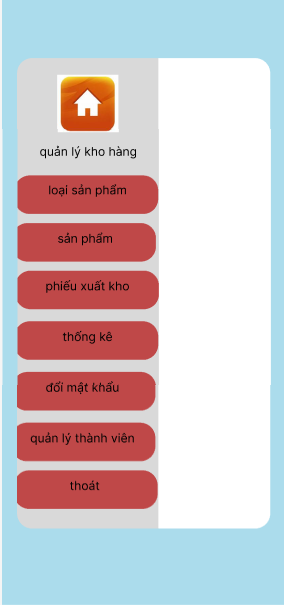 quản lý kho hàng
loại sản phẩm
sản phẩm
phiếu xuất kho
thống kê
đổi mật khẩu
quản lý thành viên
thoát